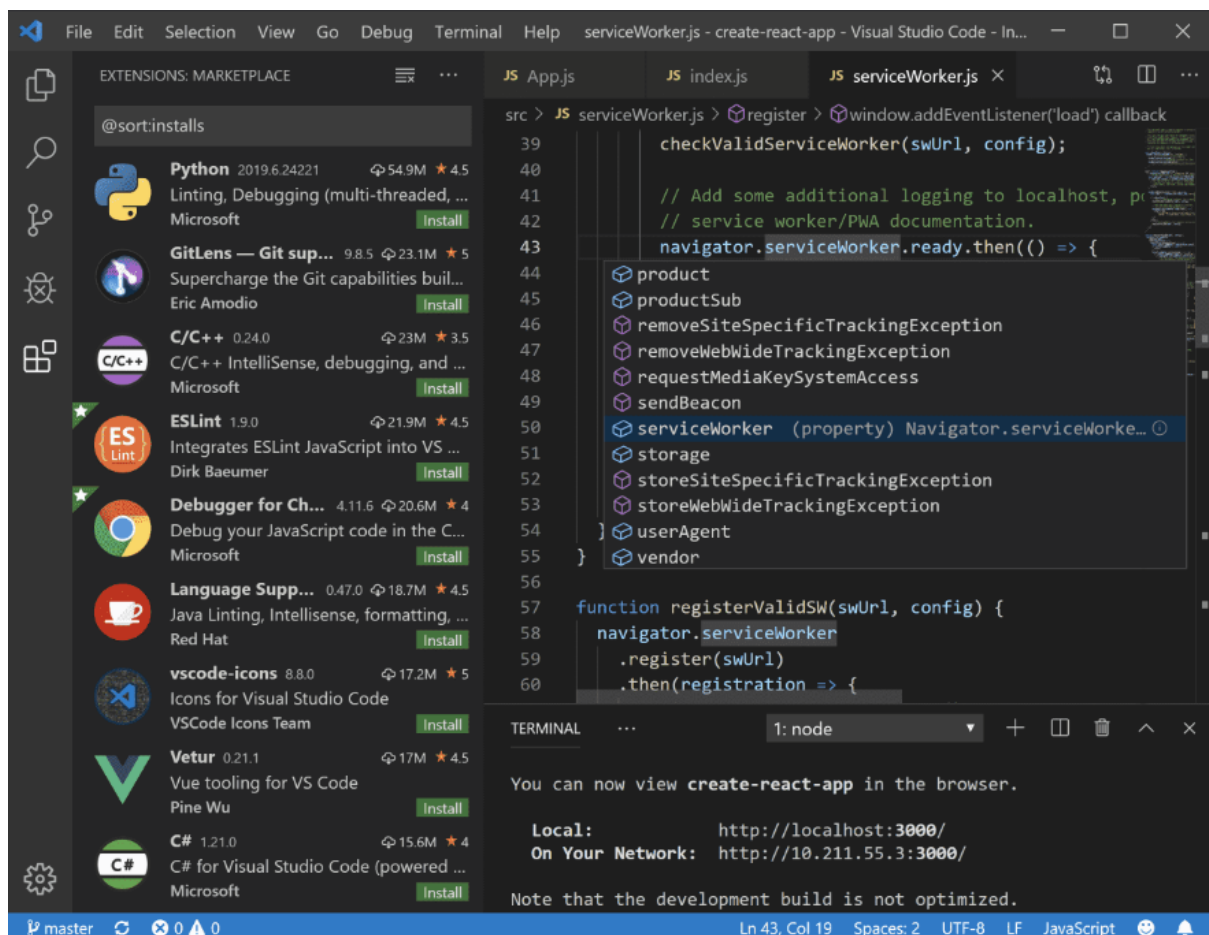 File Edit Selection View Go Debug Terminal Help serviceWorker.js - create-react-app - Visual Studio Code - In...
EXTENSIONS: MARKETPLACE
@sort:installs
Python 2019.6.24221 54.9M 4.5
Linting, Debugging (multi-threaded, ...
Microsoft Install
GitLens — Git sup... 9.8.5 23.1M 5
Supercharge the Git capabilities buil...
Eric Amodio Install
C/C++
C/C++ 0.24.0 23M 3.5
C/C++ IntelliSense, debugging, and ...
Microsoft Install
ES Lint
ESLint 1.9.0 21.9M 4.5
Integrates ESLint JavaScript into VS ...
Dirk Baeumer Install
Debugger for Ch... 4.11.6 20.6M 4
Debug your JavaScript code in the C...
Microsoft Install
Language Supp... 0.47.0 18.7M 4.5
Java Linting, Intellisense, formatting, ...
Red Hat Install
vscode-icons 8.8.0 17.2M 5
Icons for Visual Studio Code
VSCode Icons Team Install
Vetur 0.21.1 17M 4.5
Vue tooling for VS Code
Pine Wu Install
C#
C# 1.21.0 15.6M 4
C# for Visual Studio Code (powered ...
Microsoft Install
JS App.js JS index.js JS serviceWorker.js
src > JS serviceWorker.js > register > window.addEventListener('load') callback
39 checkValidServiceWorker(swUrl, config);
40
41 // Add some additional logging to localhost, po
42 // service worker/PWA documentation.
43 navigator.serviceWorker.ready.then(() => {
44 product
45 productSub
46 removeSiteSpecificTrackingException
47 removeWebWideTrackingException
48 requestMediaKeySystemAccess
49 sendBeacon
50 serviceWorker (property) Navigator.serviceWorke...
51 storage
52 storeSiteSpecificTrackingException
53 storeWebWideTrackingException
54 } userAgent
55 } vendor
56
57 function registerValidSW(swUrl, config) {
58 navigator.serviceWorker
59 .register(swUrl)
60 .then(registration => {
TERMINAL ... 1: node
You can now view create-react-app in the browser.
Local: http://localhost:3000/
On Your Network: http://10.211.55.3:3000/
Note that the development build is not optimized.
master 0 0 Ln 43, Col 19 Spaces: 2 UTF-8 LF JavaScript